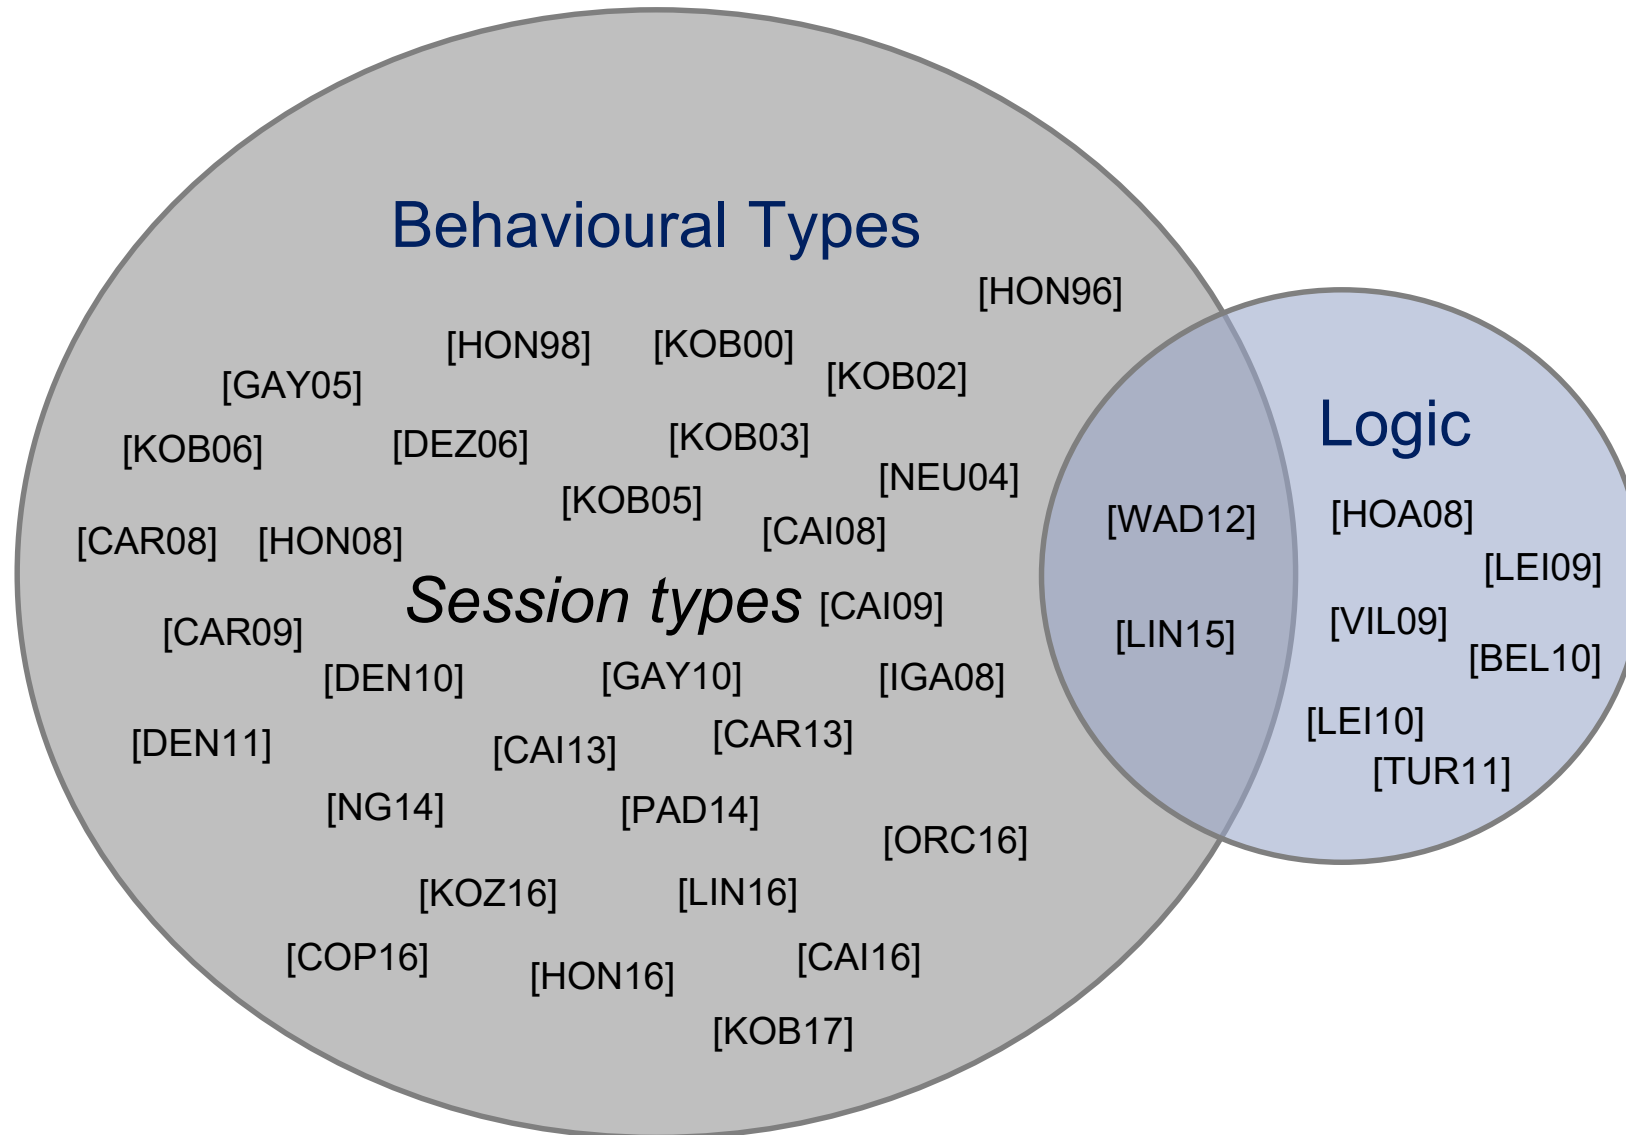 Behavioural Types
[HON96]
[HON98] [KOB00]
[KOB02]
[GAY05]
Logic
[KOB06] [DEZ06] [KOB03]
[NEU04]
[KOB05]
[WAD12] [HOA08]
[CAR08] [HON08] [CAI08]
[LEI09]
Session types [CAI09]
[CAR09] [LIN15] [VIL09]
[BEL10]
[DEN10] [GAY10] [IGA08]
[LEI10]
[DEN11] [CAI13] [CAR13]
[TUR11]
[NG14] [PAD14]
[ORC16]
[KOZ16] [LIN16]
[COP16] [HON16] [CAI16]
[KOB17]